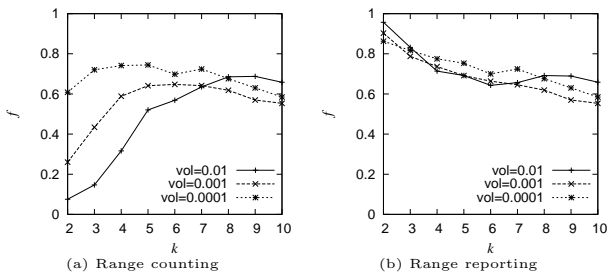 1
0.8
0.6
0.4
0.2
0
f
vol=0.01
vol=0.001
vol=0.0001
2 3 4 5 6 7 8 9 10
k
(a) Range counting
1
0.8
0.6
0.4
0.2
0
f
vol=0.01
vol=0.001
vol=0.0001
2 3 4 5 6 7 8 9 10
k
(b) Range reporting